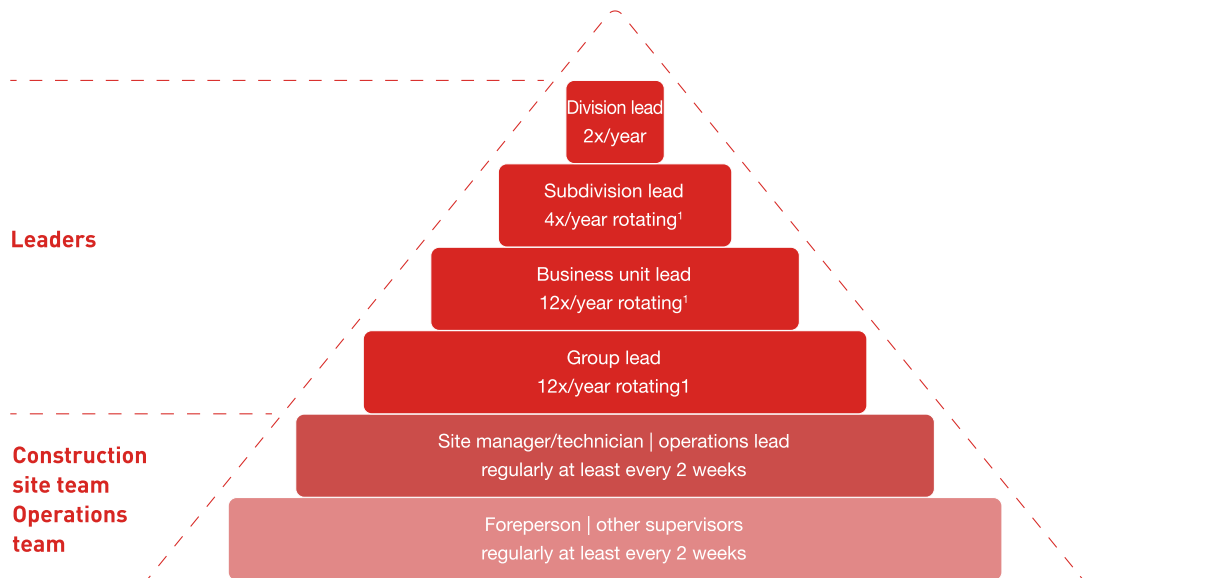 Division lead
2x/year
Subdivision lead
4x/year rotating¹
Leaders
Business unit lead
12x/year rotating¹
Group lead
12x/year rotating1
Construction
site team
Operations
team
Site manager/technician | operations lead
regularly at least every 2 weeks
Foreperson | other supervisors
regularly at least every 2 weeks